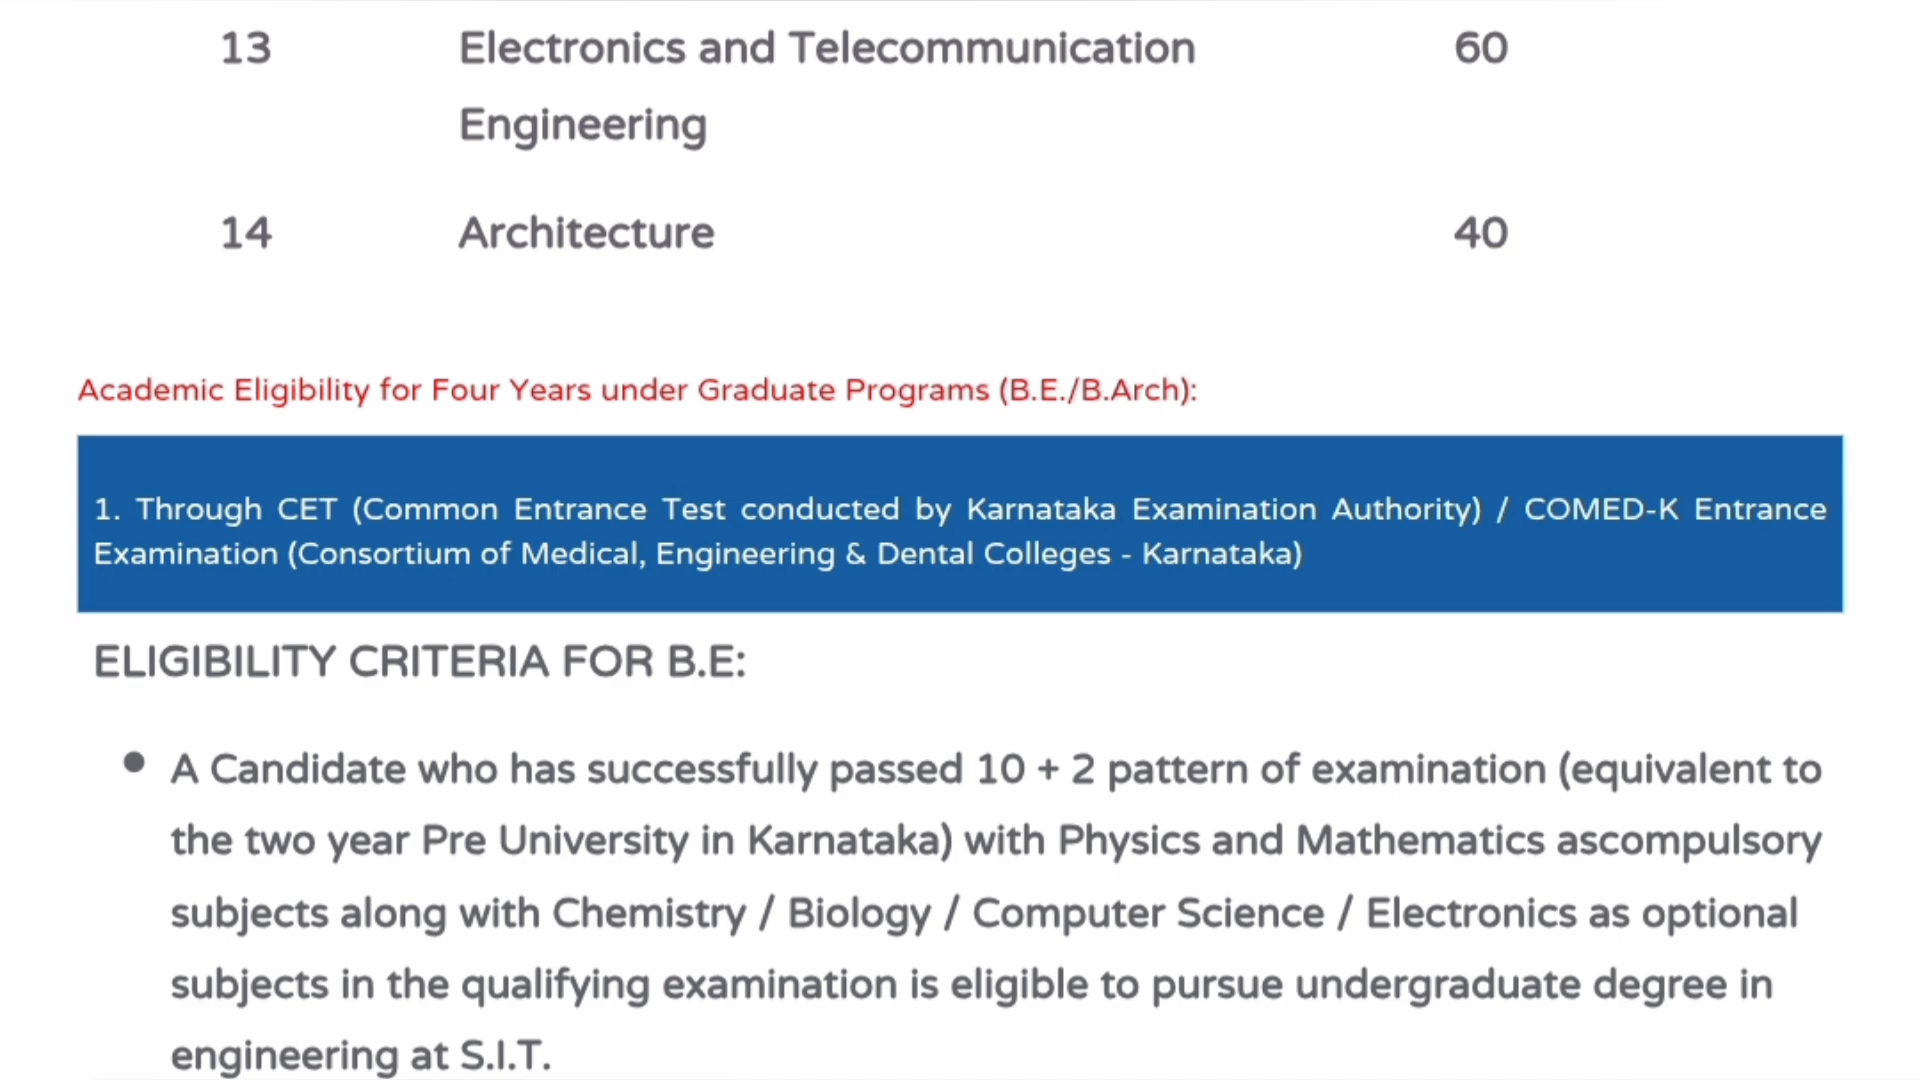 13 Electronics and Telecommunication 60
Engineering
14 Architecture 40
Academic Eligibility for Four Years under Graduate Programs (B.E./B.Arch):
1. Through CET (Common Entrance Test conducted by Karnataka Examination Authority) / COMED-K Entrance
Examination (Consortium of Medical, Engineering & Dental Colleges - Karnataka)
ELIGIBILITY CRITERIA FOR B.E:
● A Candidate who has successfully passed 10 + 2 pattern of examination (equivalent to
the two year Pre University in Karnataka) with Physics and Mathematics ascompulsory
subjects along with Chemistry / Biology / Computer Science / Electronics as optional
subjects in the qualifying examination is eligible to pursue undergraduate degree in
engineering at S.I.T.